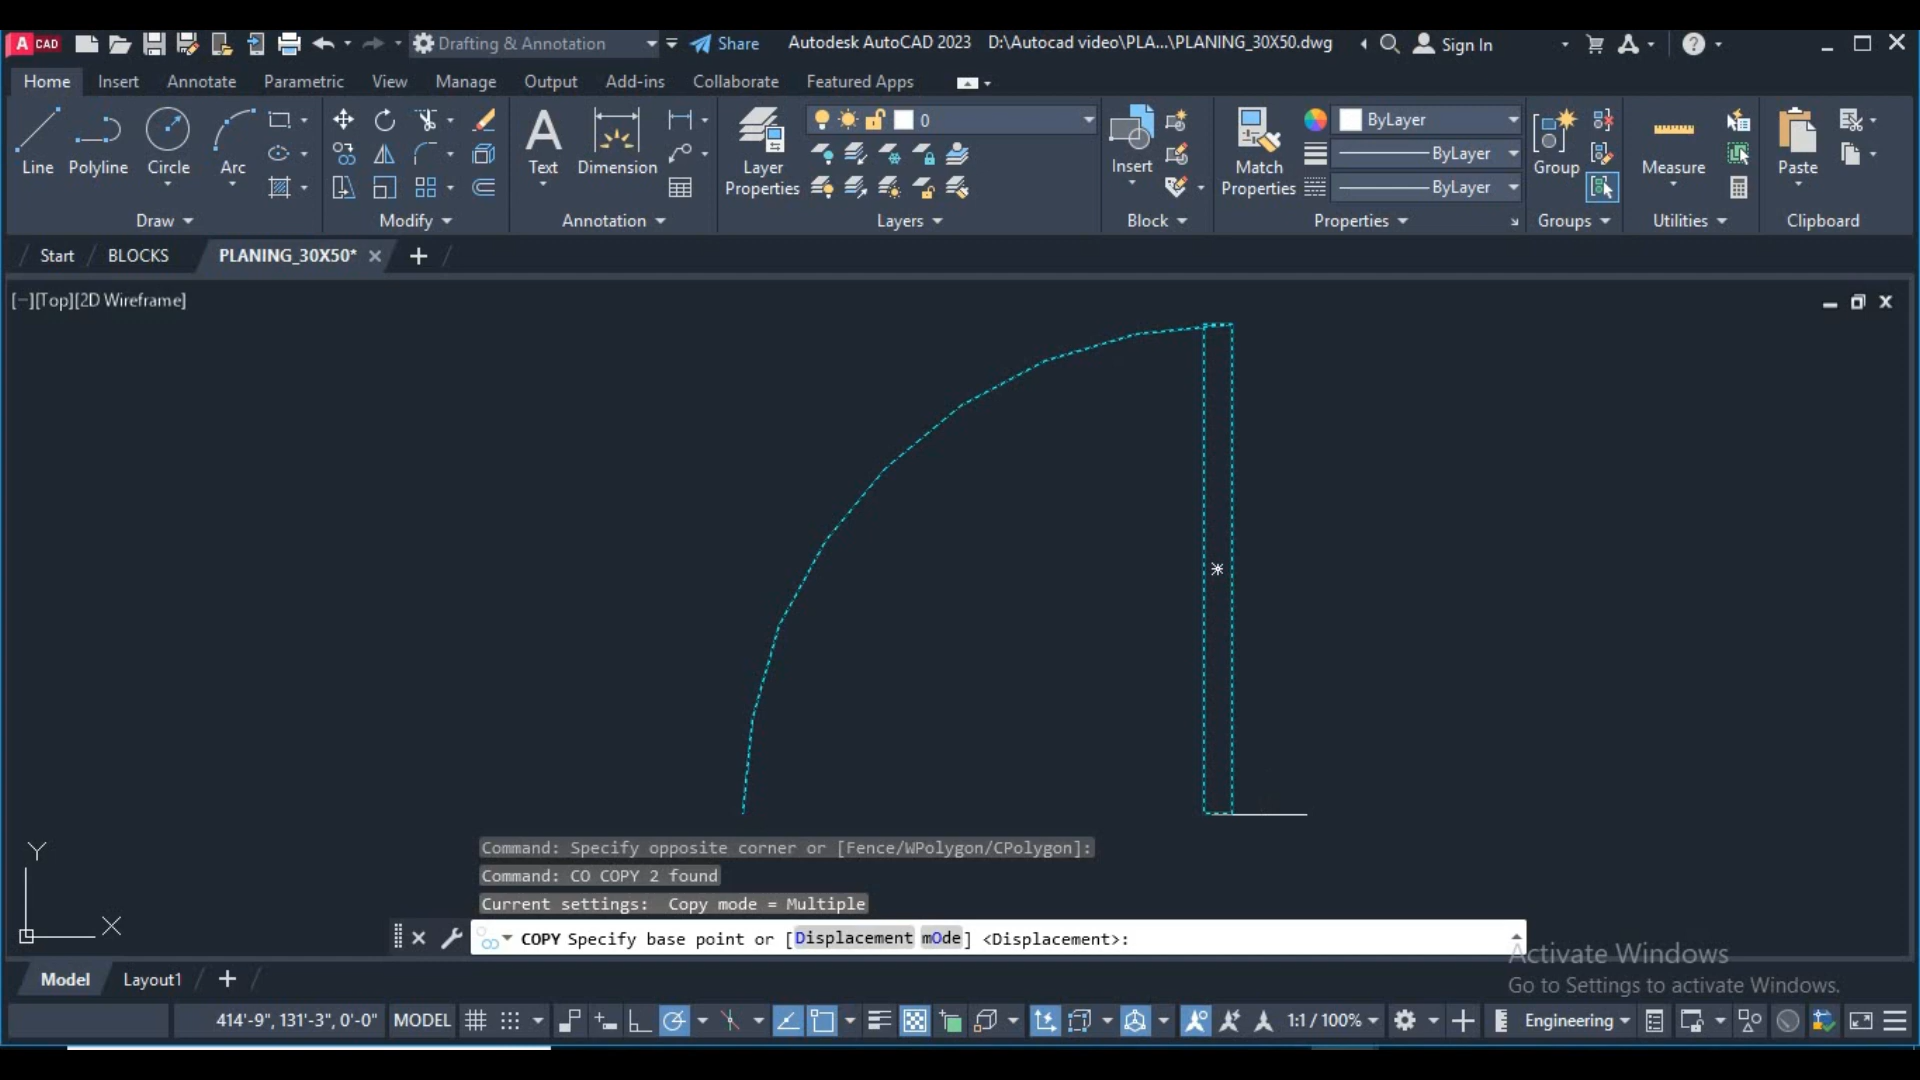 A CAD
Drafting & Annotation
Share
Autodesk AutoCAD 2023 D:\Autocad video\PLA...\PLANING_30X50.dwg
Sign In
Home Insert Annotate Parametric View Manage Output Add-ins Collaborate Featured Apps
0
ByLayer
ByLayer
ByLayer
Line Polyline Circle Arc
Text Dimension
Layer Properties
Insert
Match Properties
Group
Measure
Paste
Draw Modify Annotation Layers Block Properties Groups Utilities Clipboard
Start BLOCKS PLANING_30X50*
[−][Top][2D Wireframe]
Command: Specify opposite corner or [Fence/WPolygon/CPolygon]:
Command: CO COPY 2 found
Current settings:  Copy mode = Multiple
COPY Specify base point or [Displacement mOde] <Displacement>:
Y
X
Activate Windows
Go to Settings to activate Windows.
Model Layout1
414'-9", 131'-3", 0'-0" MODEL 1:1 / 100% Engineering